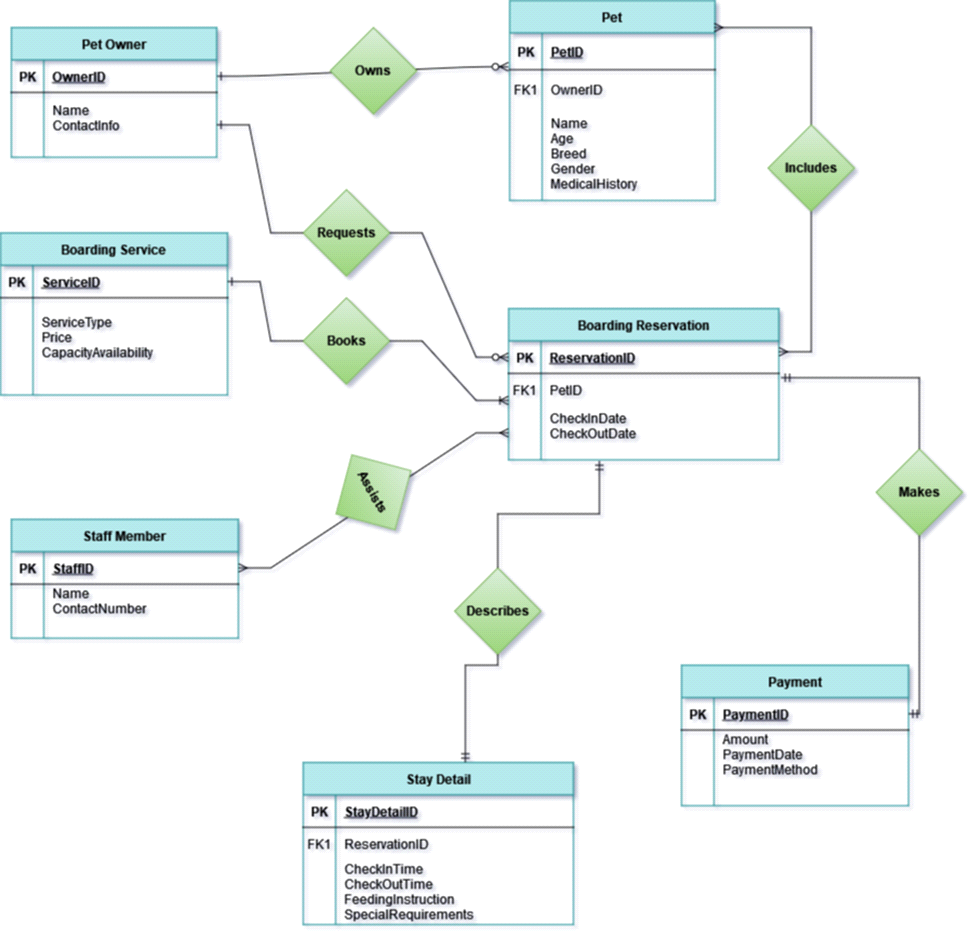 Pet Owner
PK OwnerID
Name
ContactInfo
Owns
Pet
PK PetID
FK1 OwnerID
Name
Age
Breed
Gender
MedicalHistory
Includes
Requests
Boarding Service
PK ServiceID
ServiceType
Price
CapacityAvailability
Books
Boarding Reservation
PK ReservationID
FK1 PetID
CheckInDate
CheckOutDate
Assists
Makes
Staff Member
PK StaffID
Name
ContactNumber
Describes
Payment
PK PaymentID
Amount
PaymentDate
PaymentMethod
Stay Detail
PK StayDetailID
FK1 ReservationID
CheckInTime
CheckOutTime
FeedingInstruction
SpecialRequirements